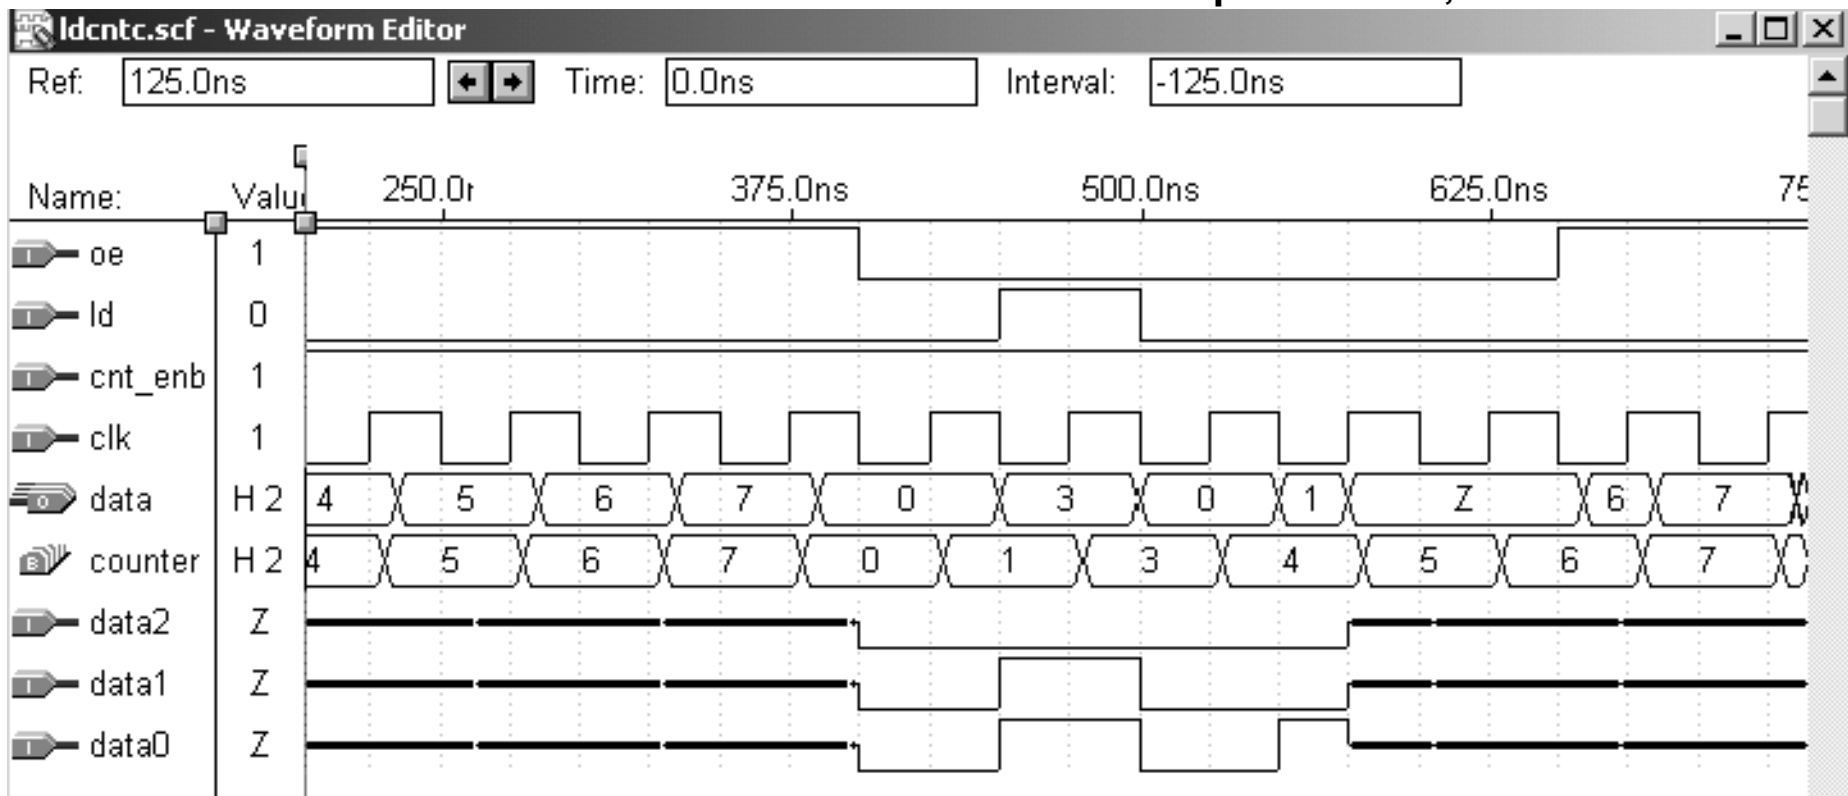 ldcntc.scf - Waveform Editor
Ref: 125.0ns Time: 0.0ns Interval: -125.0ns
Name: Valu 250.0 375.0ns 500.0ns 625.0ns 75
oe 1
ld 0
cnt_enb 1
clk 1
data H 2 4 5 6 7 0 3 0 1 Z 6 7
counter H 2 4 5 6 7 0 1 3 4 5 6 7
data2 Z
data1 Z
data0 Z